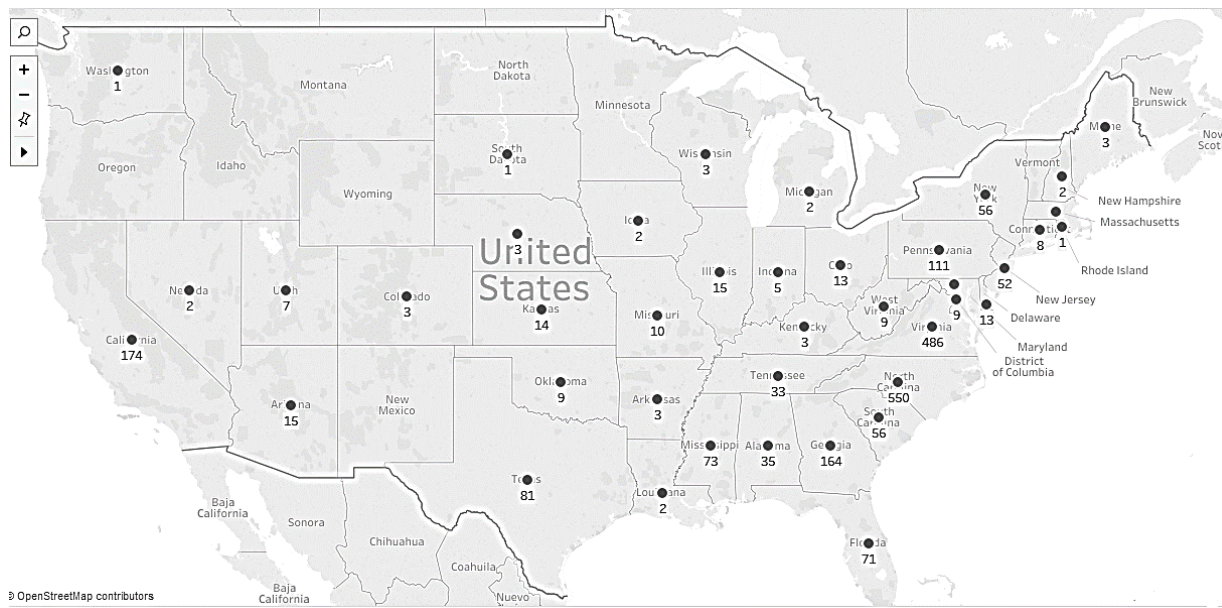 Washington
1
Montana
North
Dakota
Minnesota
New
Brunswick
Maine
3
Oregon
Idaho
Wyoming
South
Dakota
1
Wisconsin
3
Michigan
2
Vermont
2
New Hampshire
Massachusetts
New
York
56
Connecticut
8
1
Rhode Island
Iowa
2
3
United
States
Nevada
2
Utah
7
Colorado
3
Kansas
14
Illinois
15
Indiana
5
Ohio
13
Pennsylvania
111
52
New Jersey
West
Virginia
9
9
13
Delaware
Maryland
District
of Columbia
California
174
Missouri
10
Kentucky
3
Virginia
486
Arizona
15
New
Mexico
Oklahoma
9
Arkansas
3
Tennessee
33
North
Carolina
550
South
Carolina
56
Mississippi
73
Alabama
35
Georgia
164
Texas
81
Louisiana
2
Florida
71
Baja
California
Sonora
Chihuahua
Coahuila
Baja
California
Nuevo
© OpenStreetMap contributors